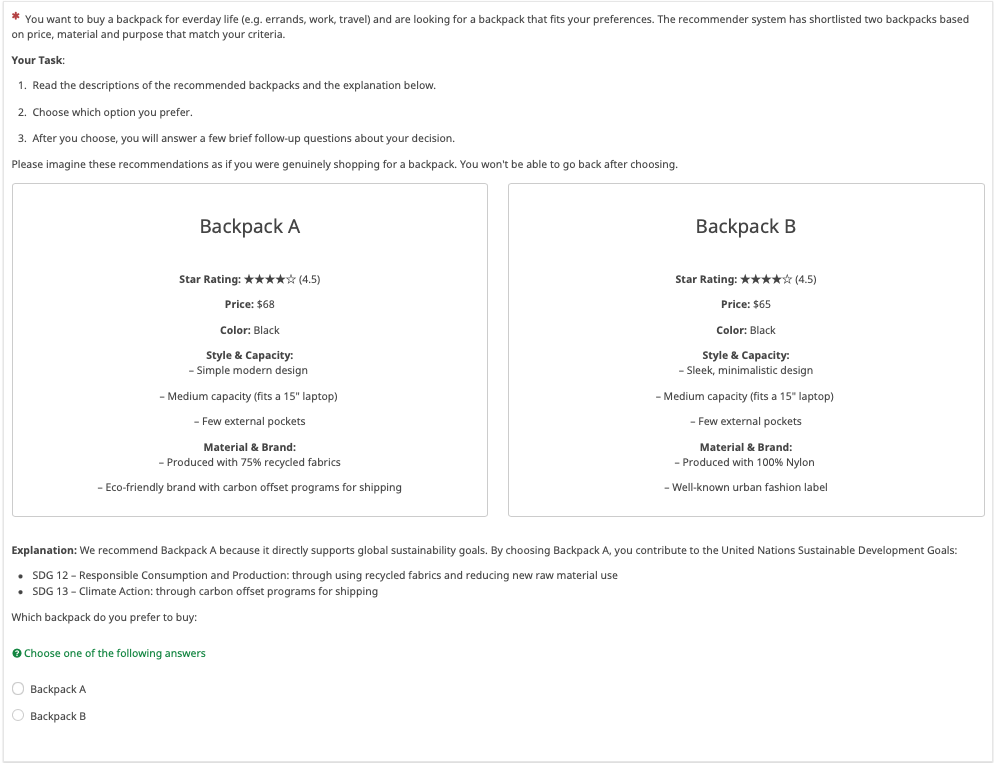 * You want to buy a backpack for everday life (e.g. errands, work, travel) and are looking for a backpack that fits your preferences. The recommender system has shortlisted two backpacks based
on price, material and purpose that match your criteria.
Your Task:
1. Read the descriptions of the recommended backpacks and the explanation below.
2. Choose which option you prefer.
3. After you choose, you will answer a few brief follow-up questions about your decision.
Please imagine these recommendations as if you were genuinely shopping for a backpack. You won't be able to go back after choosing.
Backpack A
Star Rating: ★★★★☆ (4.5)
Price: $68
Color: Black
Style & Capacity:
– Simple modern design
– Medium capacity (fits a 15" laptop)
– Few external pockets
Material & Brand:
– Produced with 75% recycled fabrics
– Eco-friendly brand with carbon offset programs for shipping
Backpack B
Star Rating: ★★★★☆ (4.5)
Price: $65
Color: Black
Style & Capacity:
– Sleek, minimalistic design
– Medium capacity (fits a 15" laptop)
– Few external pockets
Material & Brand:
– Produced with 100% Nylon
– Well-known urban fashion label
Explanation: We recommend Backpack A because it directly supports global sustainability goals. By choosing Backpack A, you contribute to the United Nations Sustainable Development Goals:
• SDG 12 – Responsible Consumption and Production: through using recycled fabrics and reducing new raw material use
• SDG 13 – Climate Action: through carbon offset programs for shipping
Which backpack do you prefer to buy:
? Choose one of the following answers
Backpack A
Backpack B